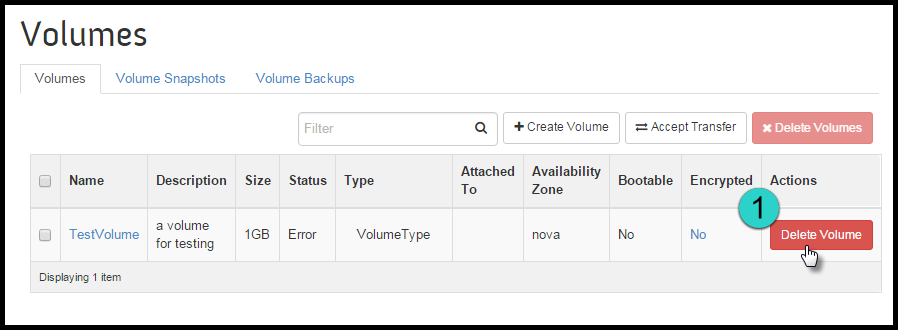 Volumes
Volumes Volume Snapshots Volume Backups
Filter Create Volume Accept Transfer Delete Volumes
Name Description Size Status Type Attached To Availability Zone Bootable Encrypted Actions
1
TestVolume a volume for testing 1GB Error VolumeType nova No No Delete Volume
Displaying 1 item